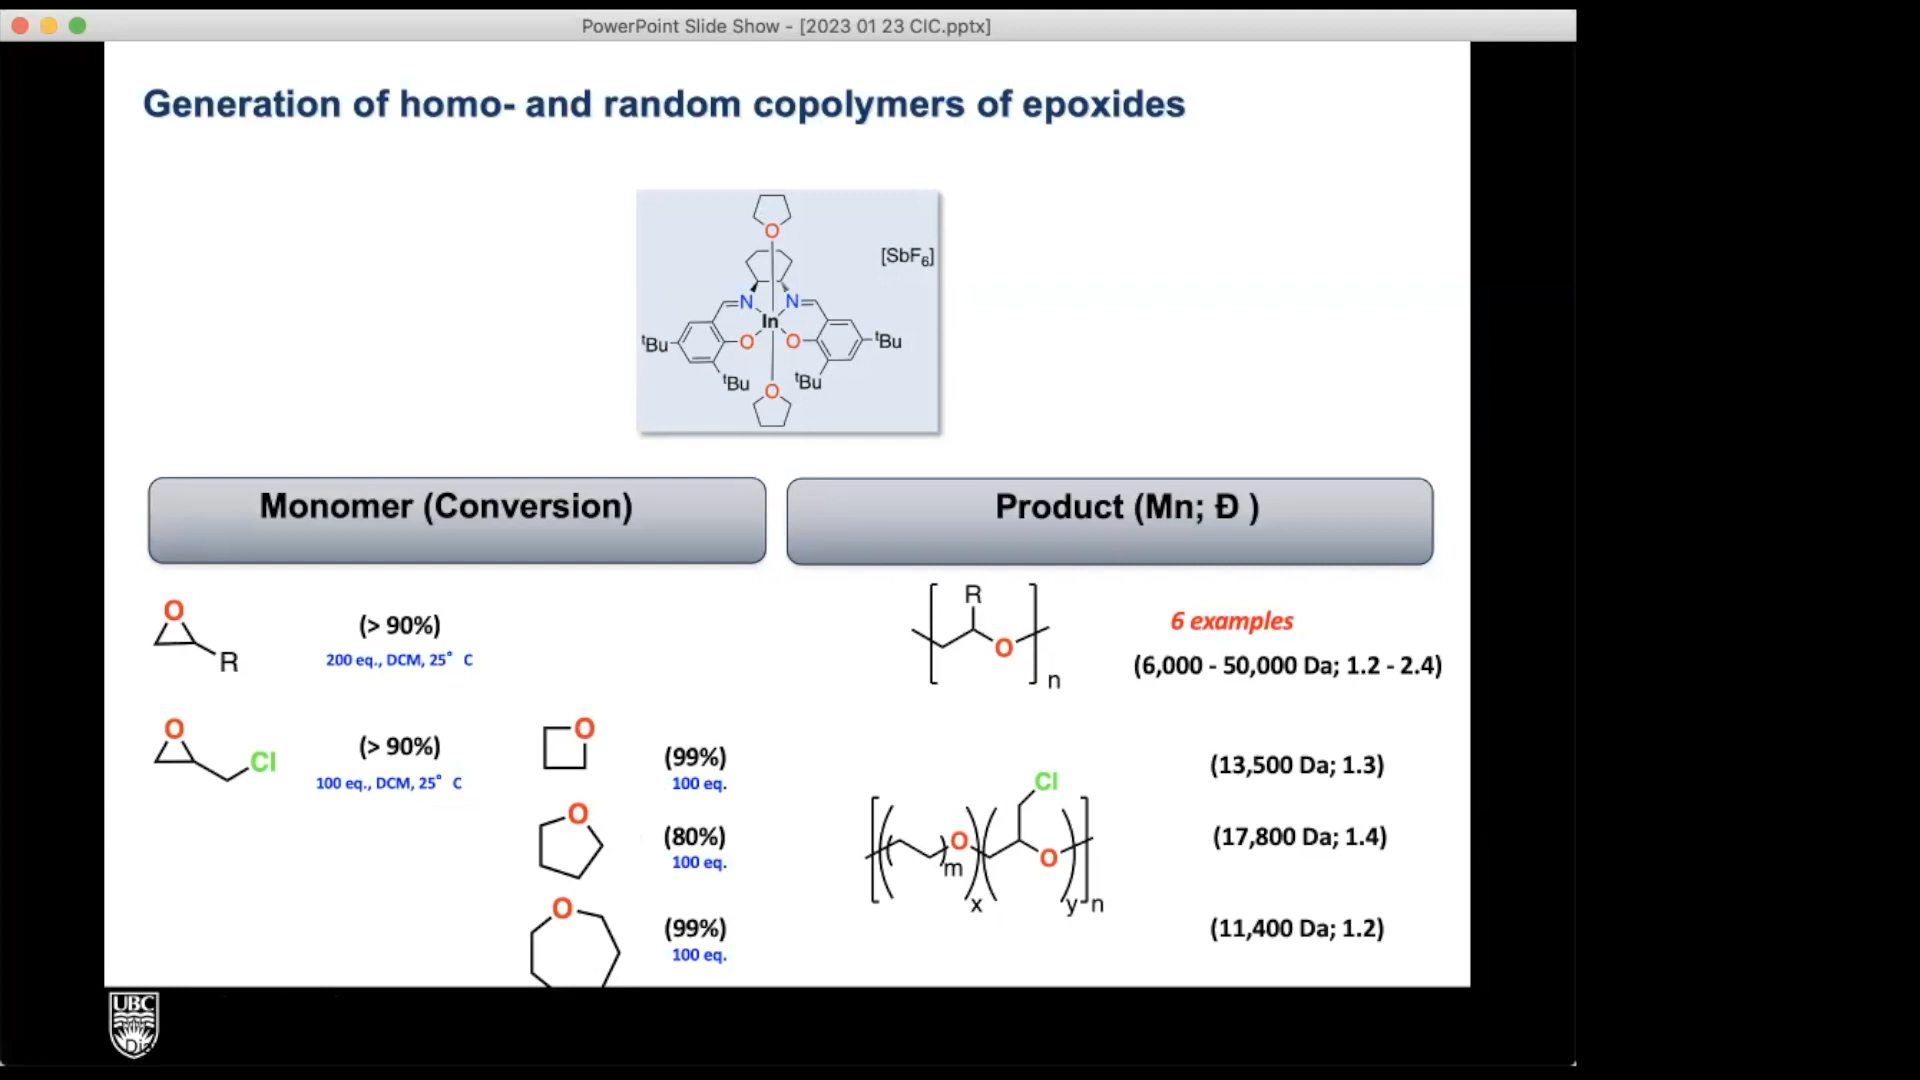 PowerPoint Slide Show - [2023 01 23 CIC.pptx]
Generation of homo- and random copolymers of epoxides
O
[SbF6]
N N
In
tBu O O tBu
tBu O tBu
Monomer (Conversion)
Product (Mn; Đ )
O
R
(> 90%)
200 eq., DCM, 25° C
R
O
n
6 examples
(6,000 - 50,000 Da; 1.2 - 2.4)
O
Cl
(> 90%)
100 eq., DCM, 25° C
O
(99%)
100 eq.
O
(80%)
100 eq.
O
(99%)
100 eq.
Cl
O
m
O
x
y n
(13,500 Da; 1.3)
(17,800 Da; 1.4)
(11,400 Da; 1.2)
UBC